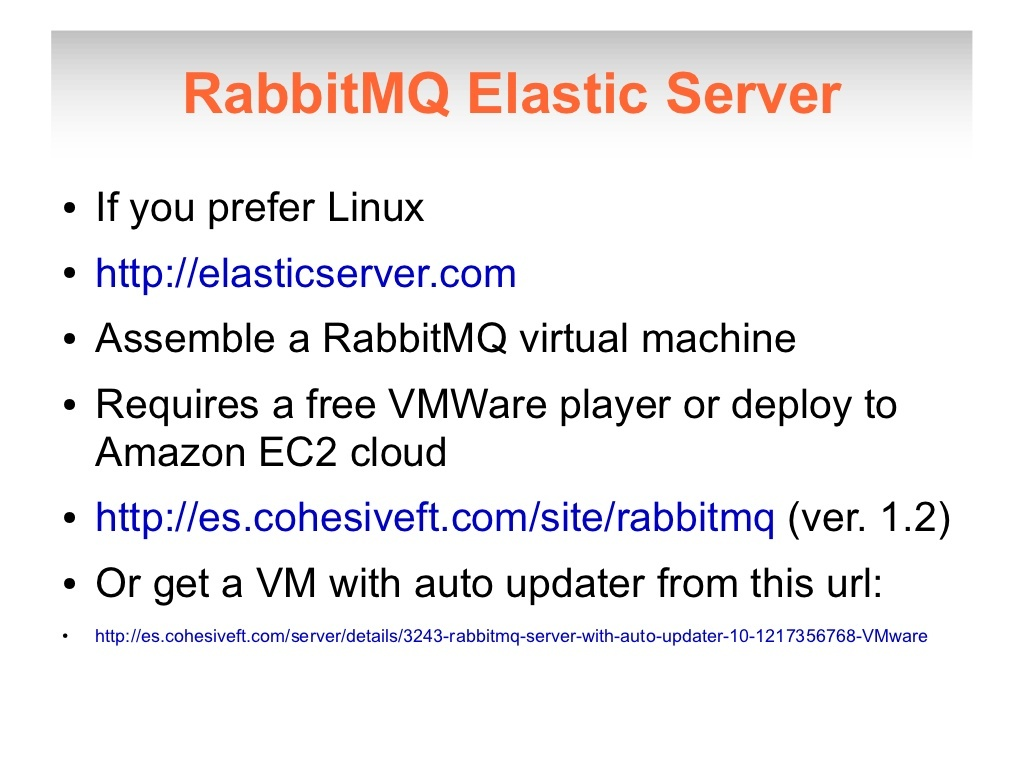 RabbitMQ Elastic Server
• If you prefer Linux
• http://elasticserver.com
• Assemble a RabbitMQ virtual machine
• Requires a free VMWare player or deploy to
Amazon EC2 cloud
• http://es.cohesiveft.com/site/rabbitmq (ver. 1.2)
• Or get a VM with auto updater from this url:
• http://es.cohesiveft.com/server/details/3243-rabbitmq-server-with-auto-updater-10-1217356768-VMware